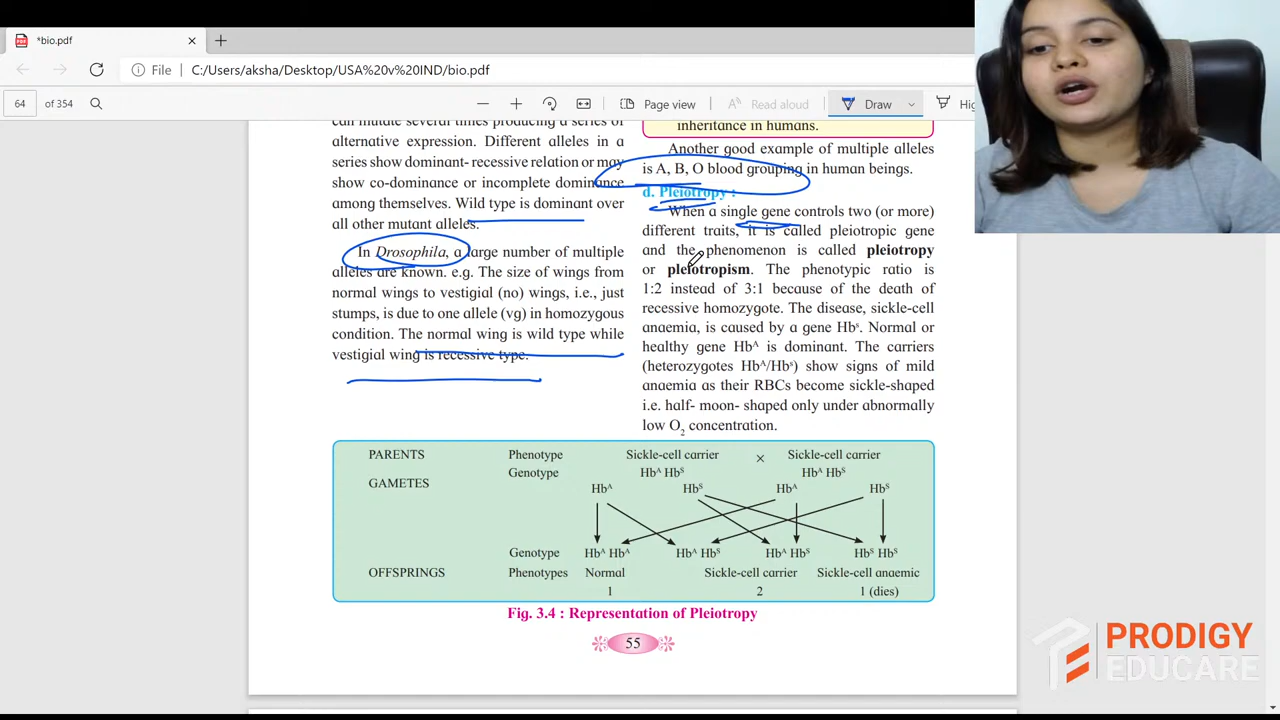 *bio.pdf
File
C:/Users/aksha/Desktop/USA%20v%20IND/bio.pdf
64 of 354
Page view
Read aloud
Draw
can mutate several times producing a series of
alternative expression. Different alleles in a
series show dominant- recessive relation or may
show co-dominance or incomplete dominance
among themselves. Wild type is dominant over
all other mutant alleles.
In Drosophila, a large number of multiple
alleles are known. e.g. The size of wings from
normal wings to vestigial (no) wings, i.e., just
stumps, is due to one allele (vg) in homozygous
condition. The normal wing is wild type while
vestigial wing is recessive type.
inheritance in humans.
Another good example of multiple alleles
is A, B, O blood grouping in human beings.
d. Pleiotropy :
When a single gene controls two (or more)
different traits, it is called pleiotropic gene
and the phenomenon is called pleiotropy
or pleiotropism. The phenotypic ratio is
1:2 instead of 3:1 because of the death of
recessive homozygote. The disease, sickle-cell
anaemia, is caused by a gene Hbˢ. Normal or
healthy gene Hbᴬ is dominant. The carriers
(heterozygotes Hbᴬ/Hbˢ) show signs of mild
anaemia as their RBCs become sickle-shaped
i.e. half- moon- shaped only under abnormally
low O₂ concentration.
PARENTS Phenotype Sickle-cell carrier × Sickle-cell carrier
Genotype Hbᴬ Hbˢ Hbᴬ Hbˢ
GAMETES Hbᴬ Hbˢ Hbᴬ Hbˢ
Genotype Hbᴬ Hbᴬ Hbᴬ Hbˢ Hbᴬ Hbˢ Hbˢ Hbˢ
OFFSPRINGS Phenotypes Normal Sickle-cell carrier Sickle-cell anaemic
1 2 1 (dies)
Fig. 3.4 : Representation of Pleiotropy
55
PRODIGY
EDUCARE